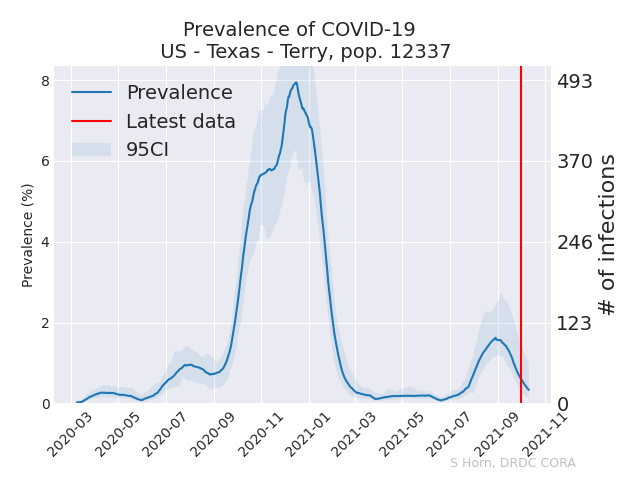 Prevalence of COVID-19
US - Texas - Terry, pop. 12337
Prevalence
Latest data
95CI
Prevalence (%)
8
6
4
2
0
493
370
246
123
0
# of infections
2020-03
2020-05
2020-07
2020-09
2020-11
2021-01
2021-03
2021-05
2021-07
2021-09
2021-11
S Horn, DRDC CORA